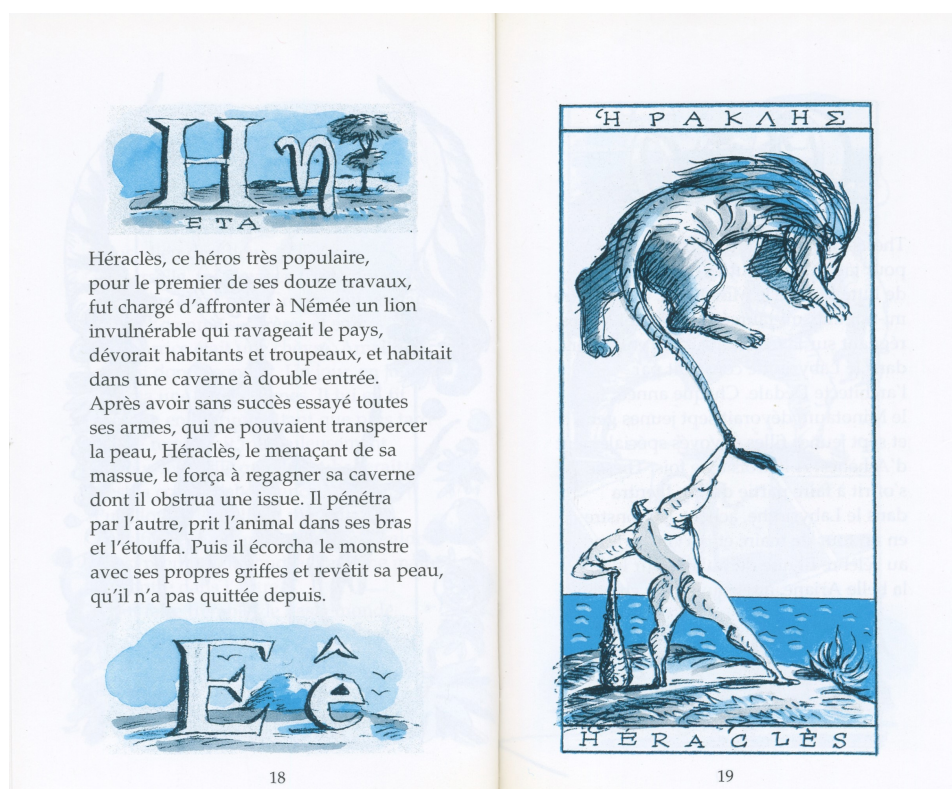 Η η
ETA
Héraclès, ce héros très populaire,
pour le premier de ses douze travaux,
fut chargé d’affronter à Némée un lion
invulnérable qui ravageait le pays,
dévorait habitants et troupeaux, et habitait
dans une caverne à double entrée.
Après avoir sans succès essayé toutes
ses armes, qui ne pouvaient transpercer
la peau, Héraclès, le menaçant de sa
massue, le força à regagner sa caverne
dont il obstrua une issue. Il pénétra
par l’autre, prit l’animal dans ses bras
et l’étouffa. Puis il écorcha le monstre
avec ses propres griffes et revêtit sa peau,
qu’il n’a pas quittée depuis.
E ê
18
Ἡ Ρ Α Κ Λ Η Σ
H É R A C L È S
19